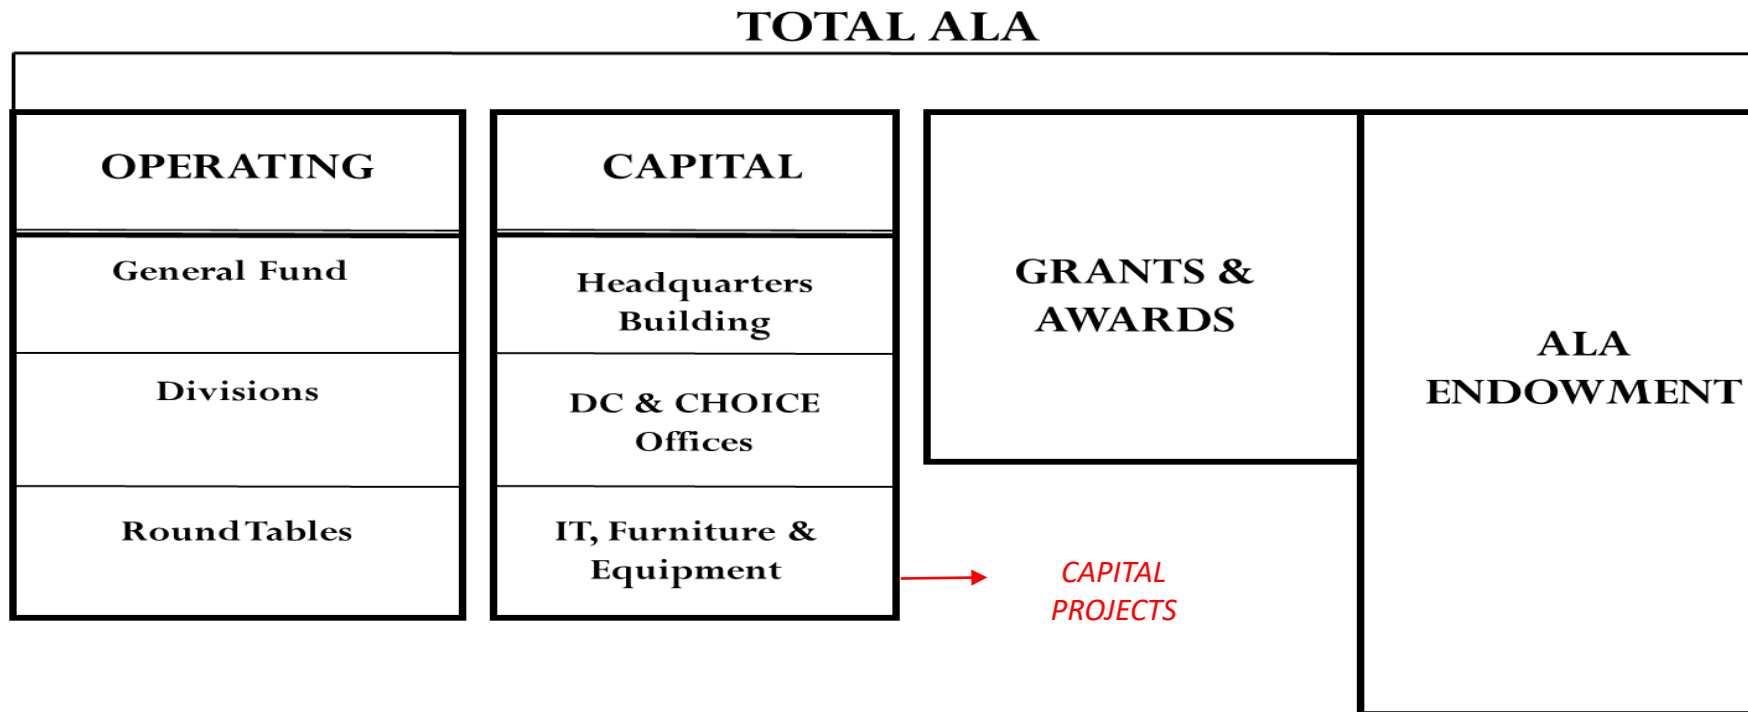 TOTAL ALA
OPERATING
General Fund
Divisions
Round Tables
CAPITAL
Headquarters
Building
DC & CHOICE
Offices
IT, Furniture &
Equipment
CAPITAL
PROJECTS
GRANTS &
AWARDS
ALA
ENDOWMENT